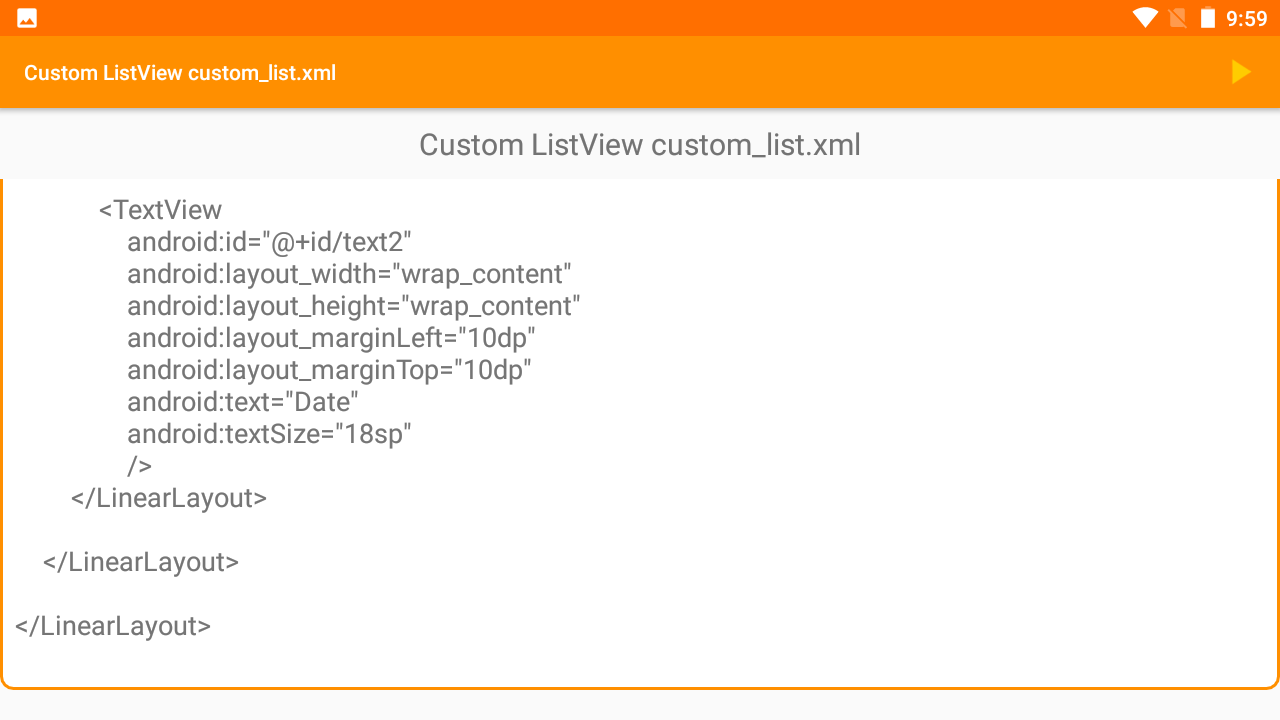 9:59
Custom ListView custom_list.xml
Custom ListView custom_list.xml
<TextView
android:id="@+id/text2"
android:layout_width="wrap_content"
android:layout_height="wrap_content"
android:layout_marginLeft="10dp"
android:layout_marginTop="10dp"
android:text="Date"
android:textSize="18sp"
/>
</LinearLayout>
</LinearLayout>
</LinearLayout>